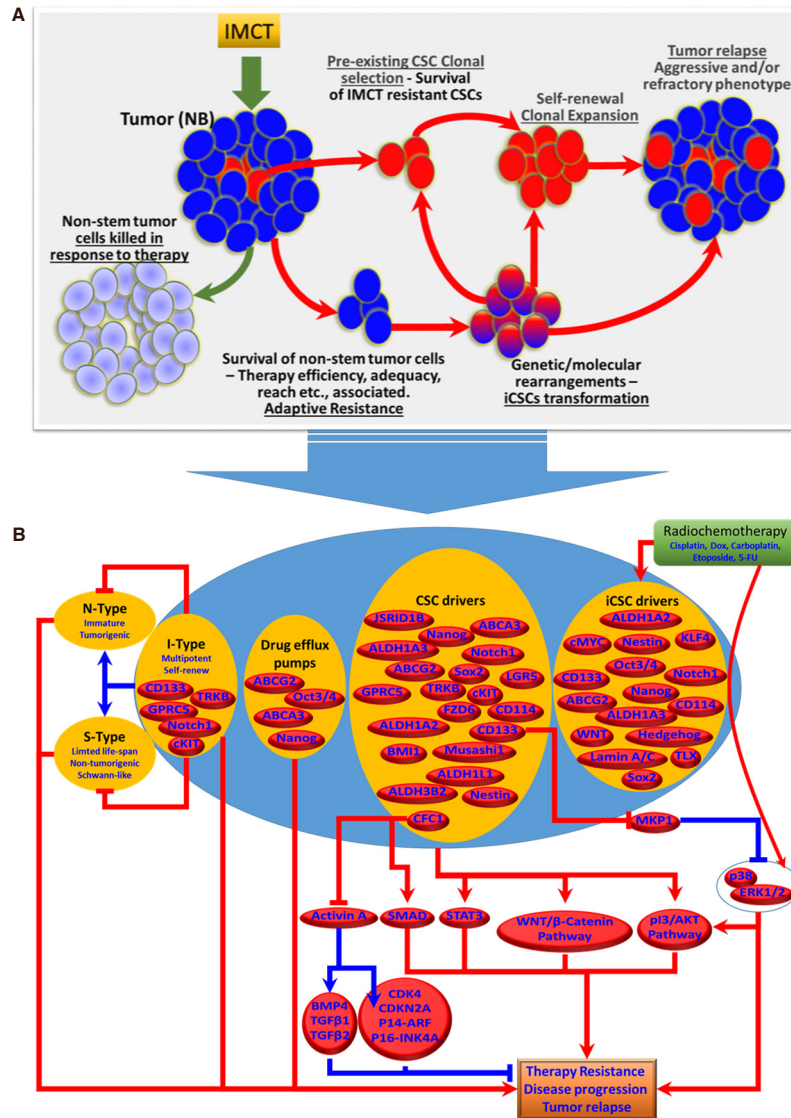 A
IMCT
Tumor (NB)
Pre-existing CSC Clonal
selection - Survival
of IMCT resistant CSCs
Self-renewal
Clonal Expansion
Tumor relapse
Aggressive and/or
refractory phenotype
Non-stem tumor
cells killed in
response to therapy
Survival of non-stem tumor cells
– Therapy efficiency, adequacy,
reach etc., associated.
Adaptive Resistance
Genetic/molecular
rearrangements –
iCSCs transformation
B
Radiochemotherapy
Cisplatin, Dox, Carboplatin,
Etoposide, 5-FU
N-Type
Immature
Tumorigenic
S-Type
Limted life-span
Non-tumorigenic
Schwann-like
I-Type
Multipotent
Self-renew
CD133
TRKB
GPRC5
Notch1
cKIT
Drug efflux
pumps
ABCG2
Oct3/4
ABCA3
Nanog
CSC drivers
JSRID1B
ABCA3
Nanog
ALDH1A3
Notch1
ABCG2
Sox2
LGR5
GPRC5
TRKB
cKIT
FZD6
CD114
ALDH1A2
CD133
BMI1
Musashi1
ALDH1L1
ALDH3B2
Nestin
CFC1
iCSC drivers
ALDH1A2
cMYC
Nestin
KLF4
Oct3/4
CD133
Notch1
Nanog
ABCG2
CD114
ALDH1A3
WNT
Hedgehog
Lamin A/C
TLX
Sox2
MKP1
p38
ERK1/2
Activin A
SMAD
STAT3
WNT/β-Catenin
Pathway
pI3/AKT
Pathway
BMP4
TGFβ1
TGFβ2
CDK4
CDKN2A
P14-ARF
P16-INK4A
Therapy Resistance
Disease progression
Tumor relapse